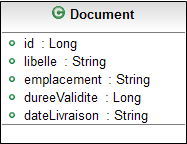 Document
id : Long
libelle : String
emplacement : String
dureeValidite : Long
dateLivraison : String